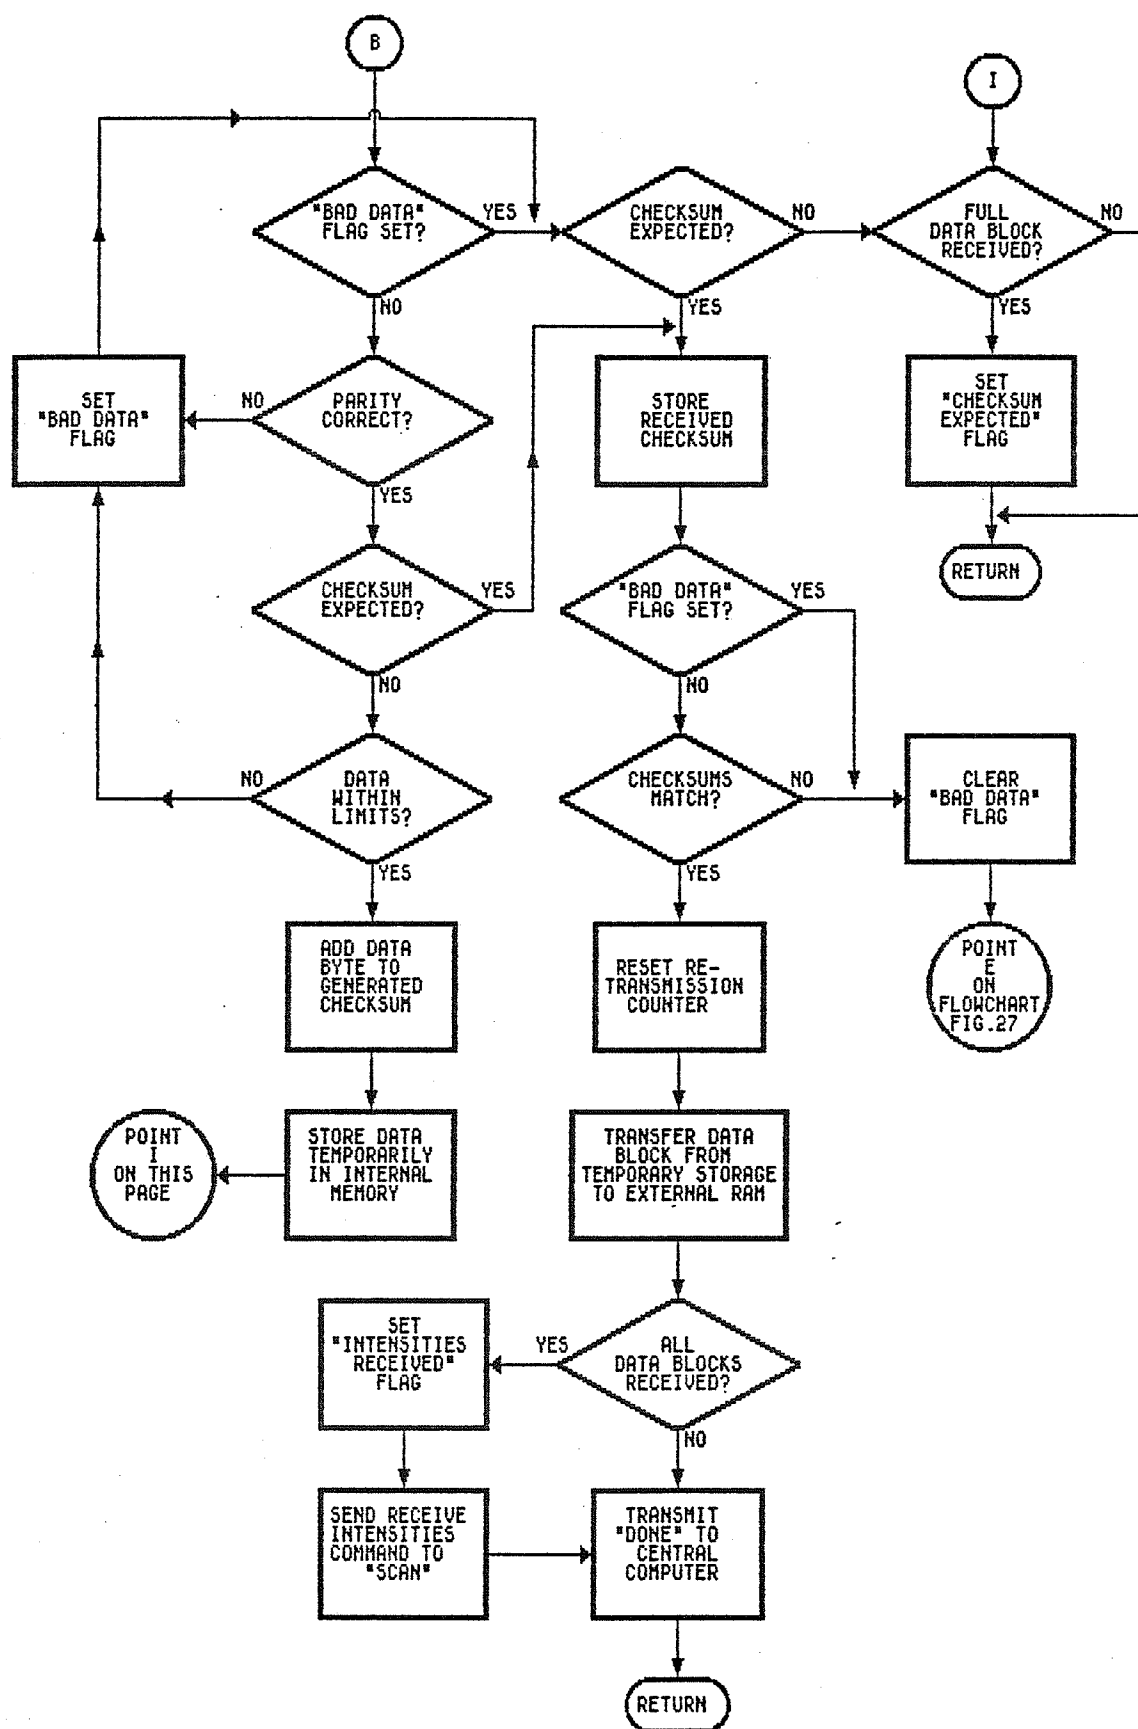 B
I
"BAD DATA"
FLAG SET?
YES
NO
CHECKSUM
EXPECTED?
NO
YES
FULL
DATA BLOCK
RECEIVED?
NO
YES
SET
"BAD DATA"
FLAG
NO
PARITY
CORRECT?
YES
STORE
RECEIVED
CHECKSUM
SET
"CHECKSUM
EXPECTED"
FLAG
CHECKSUM
EXPECTED?
YES
NO
"BAD DATA"
FLAG SET?
YES
NO
RETURN
NO
DATA
WITHIN
LIMITS?
YES
CHECKSUMS
MATCH?
NO
YES
CLEAR
"BAD DATA"
FLAG
ADD DATA
BYTE TO
GENERATED
CHECKSUM
RESET RE-
TRANSMISSION
COUNTER
POINT
E
ON
FLOWCHART
FIG.27
POINT
I
ON THIS
PAGE
STORE DATA
TEMPORARILY
IN INTERNAL
MEMORY
TRANSFER DATA
BLOCK FROM
TEMPORARY STORAGE
TO EXTERNAL RAM
SET
"INTENSITIES
RECEIVED"
FLAG
YES
ALL
DATA BLOCKS
RECEIVED?
NO
SEND RECEIVE
INTENSITIES
COMMAND TO
"SCAN"
TRANSMIT
"DONE" TO
CENTRAL
COMPUTER
RETURN